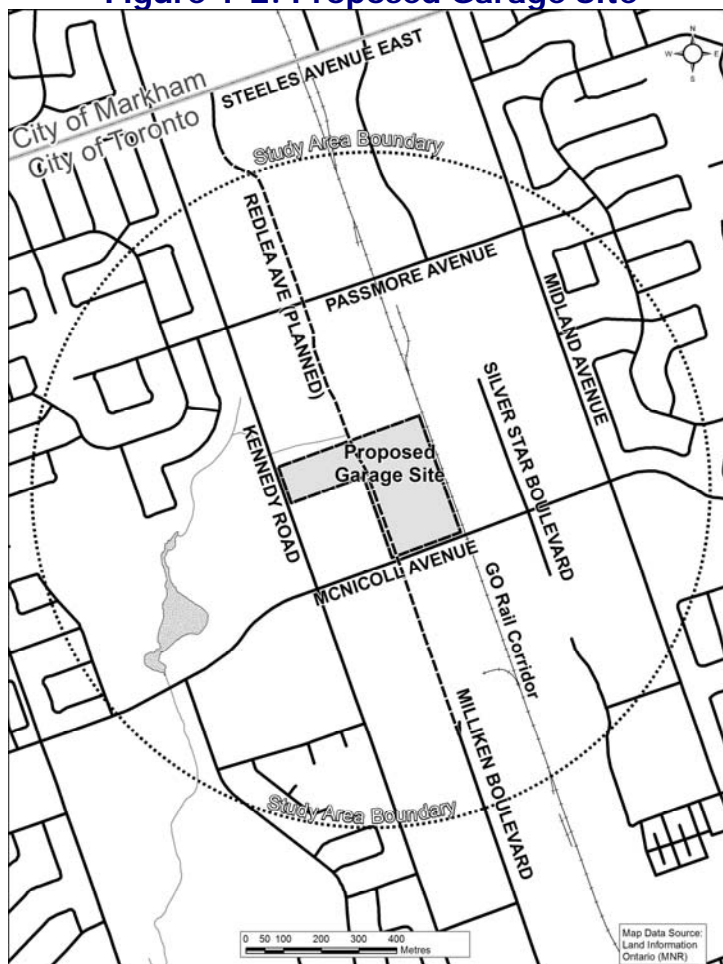 Figure 1-2: Proposed Garage Site
N
W
E
S
STEELES AVENUE EAST
City of Markham
City of Toronto
Study Area Boundary
REDLEA AVE (PLANNED)
PASSMORE AVENUE
MIDLAND AVENUE
SILVER STAR BOULEVARD
KENNEDY ROAD
Proposed
Garage Site
MCNICOLL AVENUE
GO Rail Corridor
MILLIKEN BOULEVARD
Study Area Boundary
0 50 100 200 300 400
Metres
Map Data Source:
Land Information
Ontario (MNR)